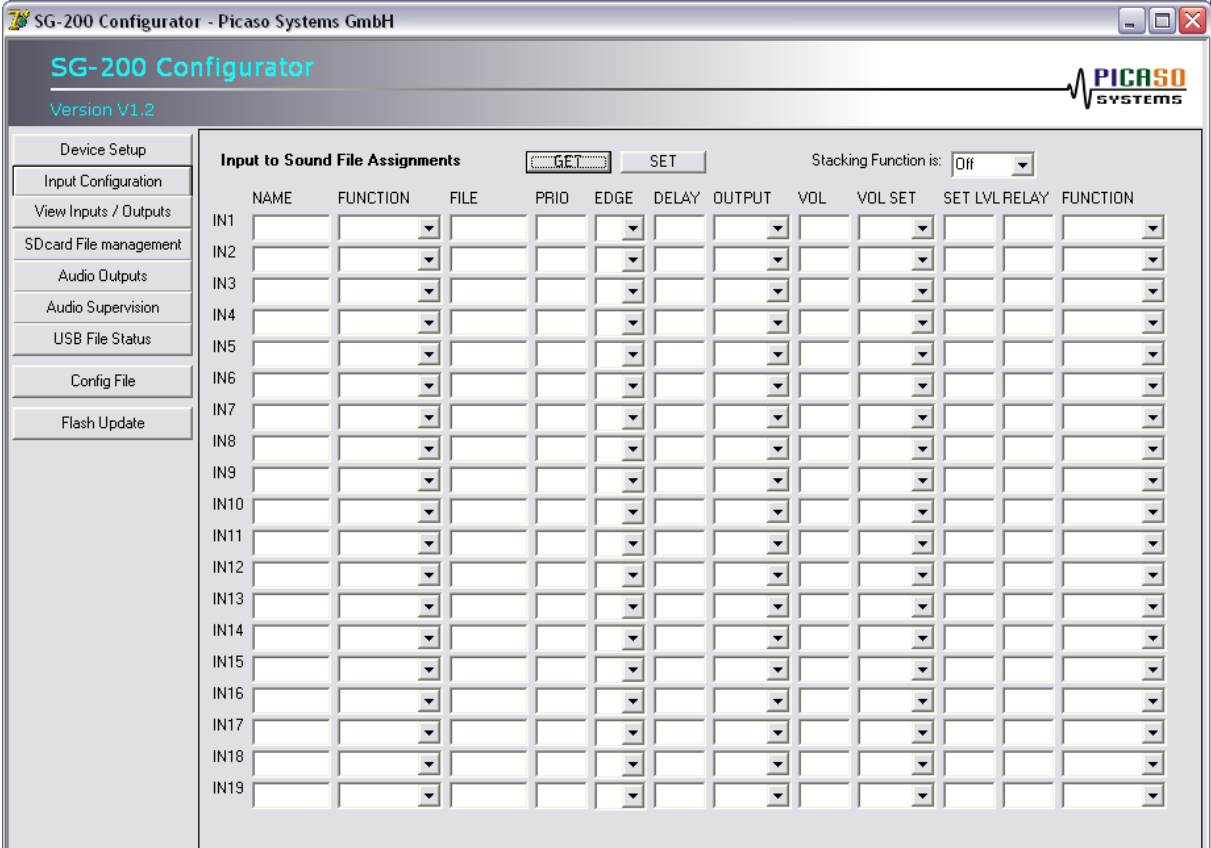 SG-200 Configurator - Picaso Systems GmbH
SG-200 Configurator
Version V1.2
PICASO
SYSTEMS
Device Setup
Input Configuration
View Inputs / Outputs
SDcard File management
Audio Outputs
Audio Supervision
USB File Status
Config File
Flash Update
Input to Sound File Assignments GET SET Stacking Function is: Off
NAME FUNCTION FILE PRIO EDGE DELAY OUTPUT VOL VOL SET SET LVL RELAY FUNCTION
IN1
IN2
IN3
IN4
IN5
IN6
IN7
IN8
IN9
IN10
IN11
IN12
IN13
IN14
IN15
IN16
IN17
IN18
IN19